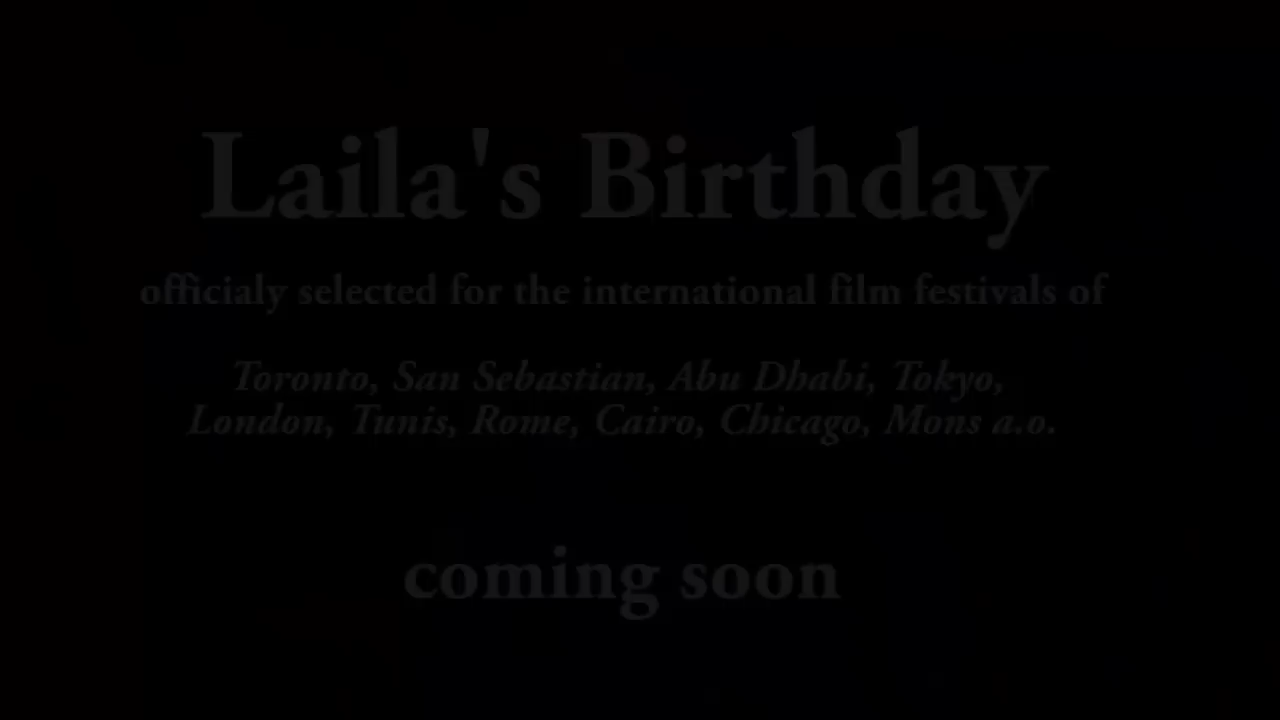 Laila's Birthday
officialy selected for the international film festivals of
Toronto, San Sebastian, Abu Dhabi, Tokyo,
London, Tunis, Rome, Cairo, Chicago, Mons a.o.
coming soon